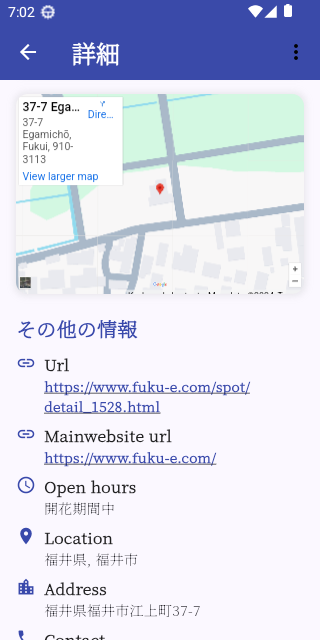 7:02
詳細
37-7 Ega...
Dire...
37-7
Egamichō,
Fukui, 910-
3113
View larger map
Google
その他の情報
Url
https://www.fuku-e.com/spot/
detail_1528.html
Mainwebsite url
https://www.fuku-e.com/
Open hours
開花期間中
Location
福井県, 福井市
Address
福井県福井市江上町37-7
Contact